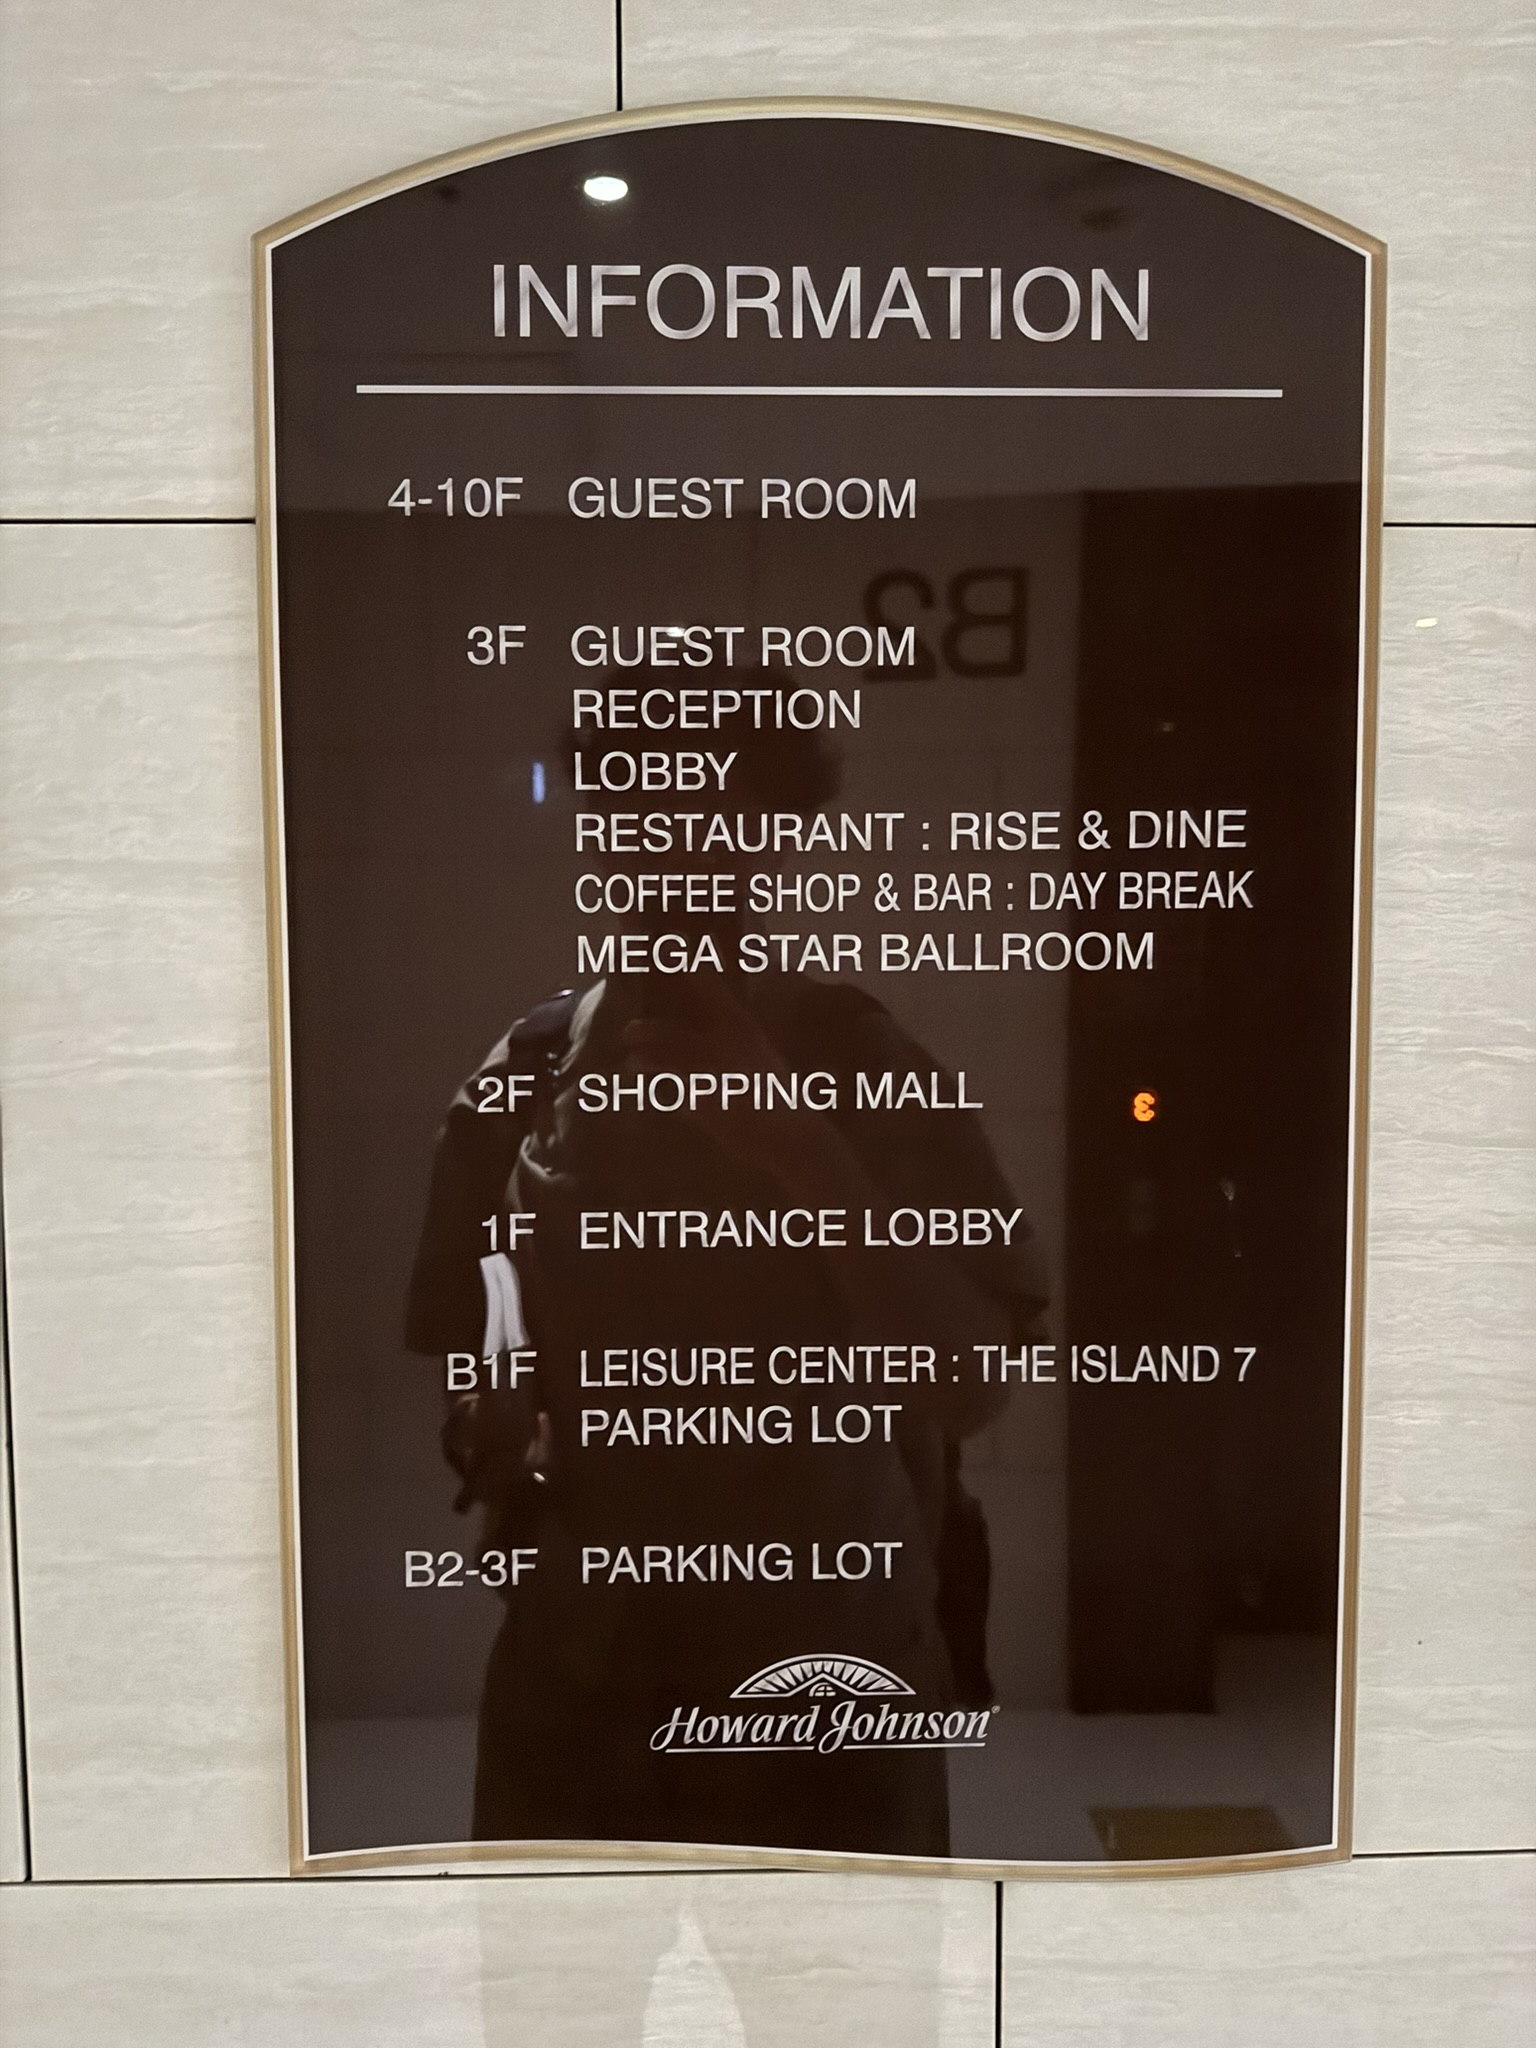 INFORMATION
4-10F GUEST ROOM
3F GUEST ROOM
RECEPTION
LOBBY
RESTAURANT : RISE & DINE
COFFEE SHOP & BAR : DAY BREAK
MEGA STAR BALLROOM
2F SHOPPING MALL
1F ENTRANCE LOBBY
B1F LEISURE CENTER : THE ISLAND 7
PARKING LOT
B2-3F PARKING LOT
Howard Johnson®
B2
3